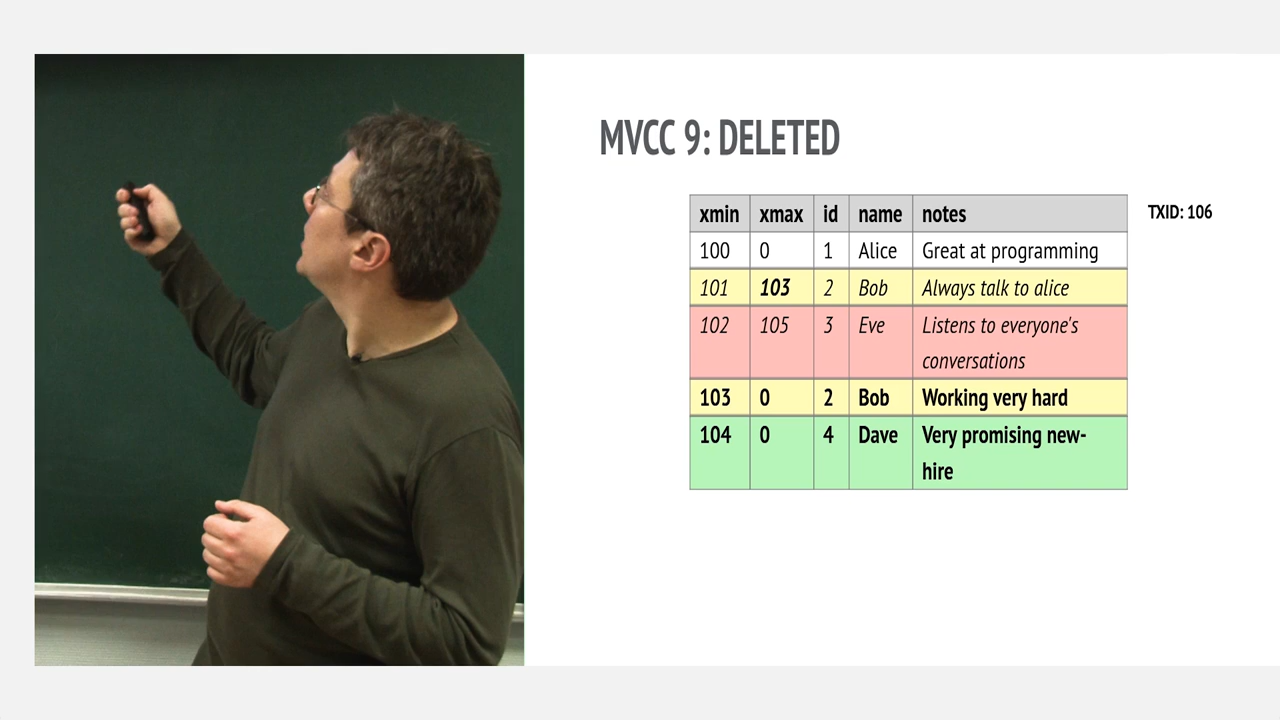 MVCC 9: DELETED
xmin xmax id name notes
TXID: 106
100 0 1 Alice Great at programming
101 103 2 Bob Always talk to alice
102 105 3 Eve Listens to everyone's
conversations
103 0 2 Bob Working very hard
104 0 4 Dave Very promising new-
hire